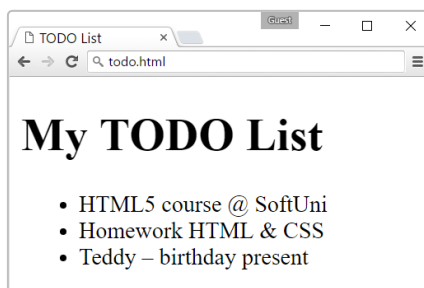 Guest
TODO List
todo.html
My TODO List
• HTML5 course @ SoftUni
• Homework HTML & CSS
• Teddy – birthday present